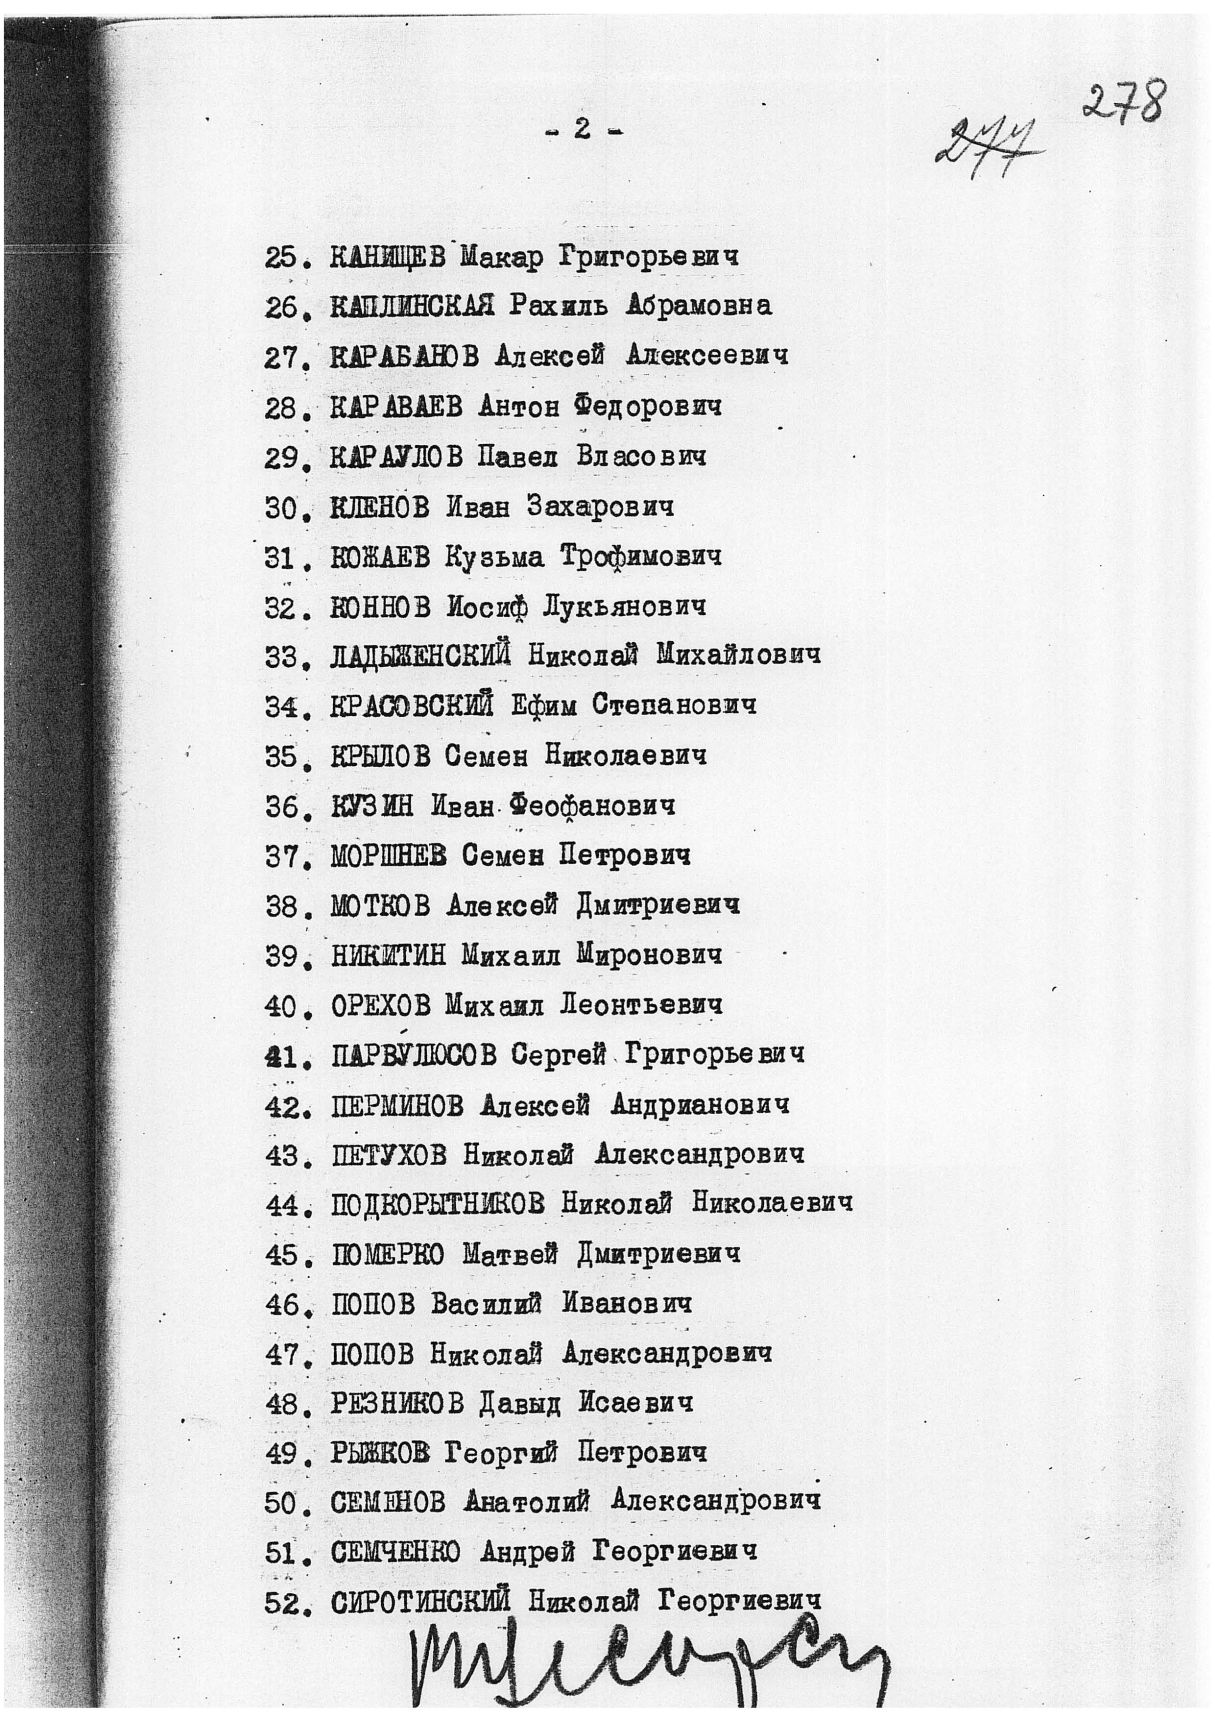 278
277
- 2 -
25. КАНИЩЕВ Макар Григорьевич
26. КАПЛИНСКАЯ Рахиль Абрамовна
27. КАРАБАНОВ Алексей Алексеевич
28. КАРАВАЕВ Антон Федорович
29. КАРАУЛОВ Павел Власович
30. КЛЕНОВ Иван Захарович
31. КОЖАЕВ Кузьма Трофимович
32. КОННОВ Иосиф Лукьянович
33. ЛАДЫЖЕНСКИЙ Николай Михайлович
34. КРАСОВСКИЙ Ефим Степанович
35. КРЫЛОВ Семен Николаевич
36. КУЗИН Иван Феофанович
37. МОРШНЕВ Семен Петрович
38. МОТКОВ Алексей Дмитриевич
39. НИКИТИН Михаил Миронович
40. ОРЕХОВ Михаил Леонтьевич
41. ПАРВУЛЮСОВ Сергей Григорьевич
42. ПЕРМИНОВ Алексей Андрианович
43. ПЕТУХОВ Николай Александрович
44. ПОДКОРЫТНИКОВ Николай Николаевич
45. ПОМЕРКО Матвей Дмитриевич
46. ПОПОВ Василий Иванович
47. ПОПОВ Николай Александрович
48. РЕЗНИКОВ Давыд Исаевич
49. РЫЖКОВ Георгий Петрович
50. СЕМЕНОВ Анатолий Александрович
51. СЕМЧЕНКО Андрей Георгиевич
52. СИРОТИНСКИЙ Николай Георгиевич